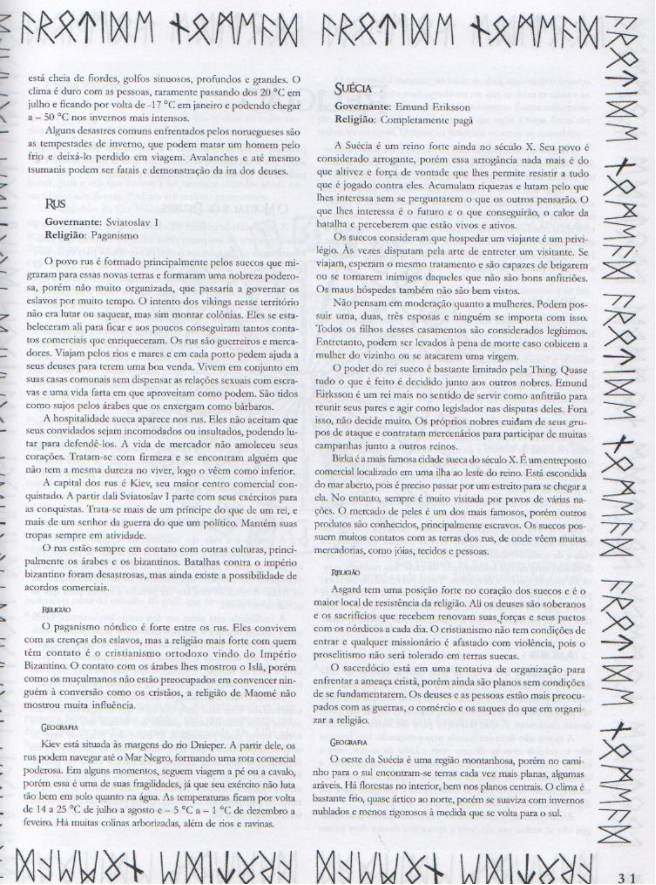 está cheia de fiordes, golfos sinuosos, profundos e grandes. O
clima é duro com as pessoas, raramente passando dos 20 °C em
julho e ficando por volta de -17 °C em janeiro e podendo chegar
a – 50 °C nos invernos mais intensos.
Alguns desastres comuns enfrentados pelos noruegueses são
as tempestades de inverno, que podem matar um homem pelo
frio e deixá-lo perdido em viagem. Avalanches e até mesmo
tsunamis podem ser fatais e demonstração da ira dos deuses.
RUS
Governante: Sviatoslav I
Religião: Paganismo
O povo rus é formado principalmente pelos suecos que mi-
graram para essas novas terras e formaram uma nobreza podero-
sa, porém não muito organizada, que passaria a governar os
eslavos por muito tempo. O intento dos vikings nesse território
não era lutar ou saquear, mas sim montar colônias. Eles se esta-
beleceram ali para ficar e aos poucos conseguiram tantos conta-
tos comerciais que enriqueceram. Os rus são guerreiros e merca-
dores. Viajam pelos rios e mares e em cada porto pedem ajuda a
seus deuses para terem uma boa venda. Vivem em conjunto em
suas casas comunais sem dispensar as relações sexuais com escra-
vas e uma vida farta em que aproveitam como podem. São tidos
como sujos pelos árabes que os enxergam como bárbaros.
A hospitalidade sueca aparece nos rus. Eles não aceitam que
seus convidados sejam incomodados ou insultados, podendo lu-
tar para defendê-los. A vida de mercador não amoleceu seus
corações. Tratam-se com firmeza e se encontram alguém que
não tem a mesma dureza no viver, logo o vêem como inferior.
A capital dos rus é Kiev, seu maior centro comercial con-
quistado. A partir dali Sviatoslav I parte com seus exércitos para
as conquistas. Trata-se mais de um príncipe do que de um rei, e
mais de um senhor da guerra do que um político. Mantém suas
tropas sempre em atividade.
O rus estão sempre em contato com outras culturas, princi-
palmente os árabes e os bizantinos. Batalhas contra o império
bizantino foram desastrosas, mas ainda existe a possibilidade de
acordos comerciais.
RELIGIÃO
O paganismo nórdico é forte entre os rus. Eles convivem
com as crenças dos eslavos, mas a religião mais forte com quem
têm contato é o cristianismo ortodoxo vindo do Império
Bizantino. O contato com os árabes lhes mostrou o Islã, porém
como os muçulmanos não estão preocupados em convencer nin-
guém à conversão como os cristãos, a religião de Maomé não
mostrou muita influência.
GEOGRAFIA
Kiev está situada às margens do rio Dnieper. A partir dele, os
rus podem navegar até o Mar Negro, formando uma rota comercial
poderosa. Em alguns momentos, seguem viagem a pé ou a cavalo,
porém essa é uma de suas fragilidades, já que seu exército não luta
tão bem em solo quanto na água. As temperaturas ficam por volta
de 14 a 25 °C de julho a agosto e – 5 °C a – 1 °C de dezembro a
feveiro. Há muitas colinas arborizadas, além de rios e ravinas.
SUÉCIA
Governante: Emund Eriksson
Religião: Completamente pagã
A Suécia é um reino forte ainda no século X. Seu povo é
considerado arrogante, porém essa arrogância nada mais é do
que altivez e força de vontade que lhes permite resistir a tudo
que é jogado contra eles. Acumulam riquezas e lutam pelo que
lhes interessa sem se perguntarem o que os outros pensarão. O
que lhes interessa é o futuro e o que conseguirão, o calor da
batalha e perceberem que estão vivos e ativos.
Os suecos consideram que hospedar um viajante é um privi-
légio. Às vezes disputam pela arte de entreter um visitante. Se
viajam, esperam o mesmo tratamento e são capazes de brigarem
ou se tornarem inimigos daqueles que não são bons anfitriões.
Os maus hóspedes também não são bem vistos.
Não pensam em moderação quanto a mulheres. Podem pos-
suir uma, duas, três esposas e ninguém se importa com isso.
Todos os filhos desses casamentos são considerados legítimos.
Entretanto, podem ser levados à pena de morte caso cobicem a
mulher do vizinho ou se atacarem uma virgem.
O poder do rei sueco é bastante limitado pela Thing. Quase
tudo o que é feito é decidido junto aos outros nobres. Emund
Eirksson é um rei mais no sentido de servir como anfitrião para
reunir seus pares e agir como legislador nas disputas deles. Fora
isso, não decide muito. Os próprios nobres cuidam de seus gru-
pos de ataque e contratam mercenários para participar de muitas
campanhas junto a outros reinos.
Birka é a mais famosa cidade sueca do século X. É um entreposto
comercial localizado em uma ilha ao leste do reino. Está escondida
do mar aberto, pois é preciso passar por um estreito para se chegar a
ela. No entanto, sempre é muito visitada por povos de várias na-
ções. O mercado de peles é um dos mais famosos, porém outros
produtos são conhecidos, principalmente escravos. Os suecos pos-
suem muitos contatos com as terras dos rus, de onde vêem muitas
mercadorias, como jóias, tecidos e pessoas.
RELIGIÃO
Asgard tem uma posição forte no coração dos suecos e é o
maior local de resistência da religião. Ali os deuses são soberanos
e os sacrifícios que recebem renovam suas forças e seus pactos
com os nórdicos a cada dia. O cristianismo não tem condições de
entrar e qualquer missionário é afastado com violência, pois o
proselitismo não será tolerado em terras suecas.
O sacerdócio está em uma tentativa de organização para
enfrentar a ameaça cristã, porém ainda são planos sem condições
de se fundamentarem. Os deuses e as pessoas estão mais preocu-
pados com as guerras, o comércio e os saques do que em organi-
zar a religião.
GEOGRAFIA
O oeste da Suécia é uma região montanhosa, porém no cami-
nho para o sul encontram-se terras cada vez mais planas, algumas
aráveis. Há florestas no interior, bem nos planos centrais. O clima é
bastante frio, quase ártico ao norte, porém se suaviza com invernos
nublados e menos rigorosos à medida que se volta para o sul.
31